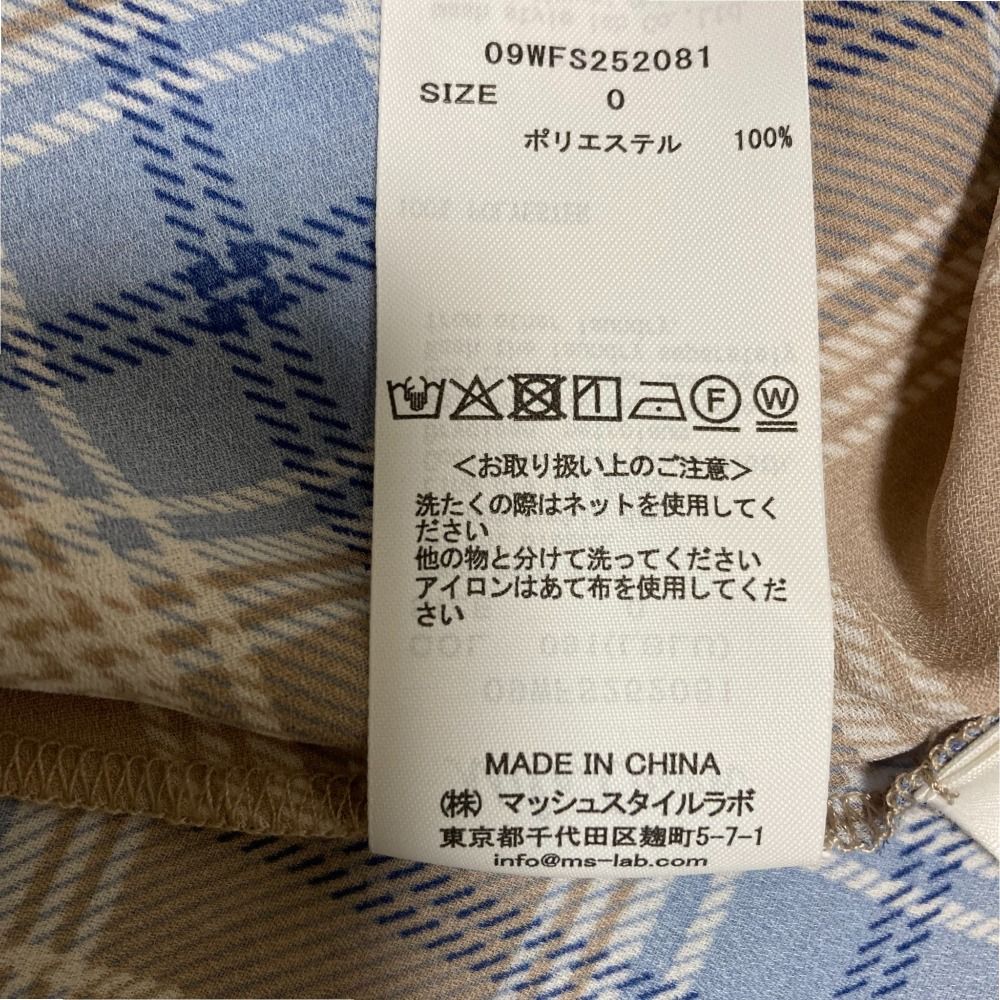 09WFS252081
SIZE 0
ポリエステル 100%
F W
<お取り扱い上のご注意>
洗たくの際はネットを使用してく
ださい
他の物と分けて洗ってください
アイロンはあて布を使用してくだ
さい
MADE IN CHINA
(株) マッシュスタイルラボ
東京都千代田区麹町5-7-1
info@ms-lab.com